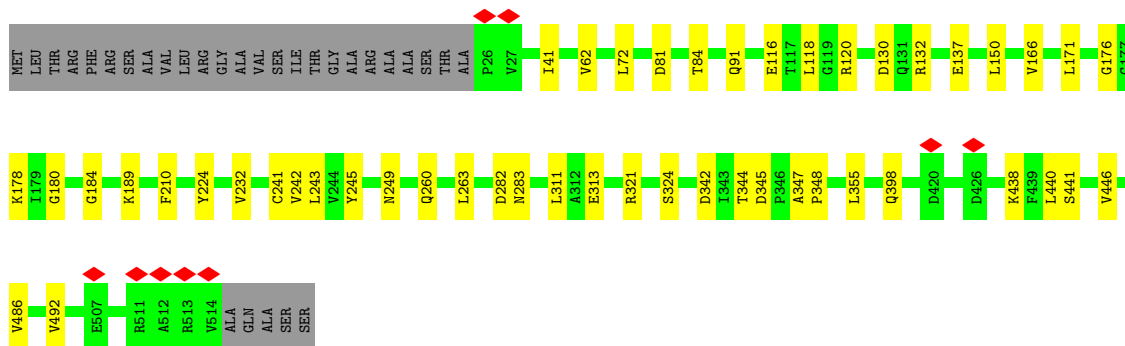 MET LEU THR ARG PHE ARG SER ALA VAL LEU ARG GLY ALA VAL SER ILE THR GLY ALA ARG ALA ALA SER THR ALA P26 V27 I41 V62 L72 D81 T84 Q91 E116 T117 L118 G119 R120 D130 Q131 R132 E137 L150 V166 L171 G176 G177
K178 I179 G180 G184 K189 F210 Y224 V232 C241 V242 L243 V244 Y245 N249 Q260 L263 D282 N283 L311 A312 E313 R321 S324 D342 I343 T344 D345 P346 A347 P348 L355 Q398 D420 D426 K438 F439 L440 S441 V446
V486 V492 E507 R511 A512 R513 V514 ALA GLN ALA SER SER